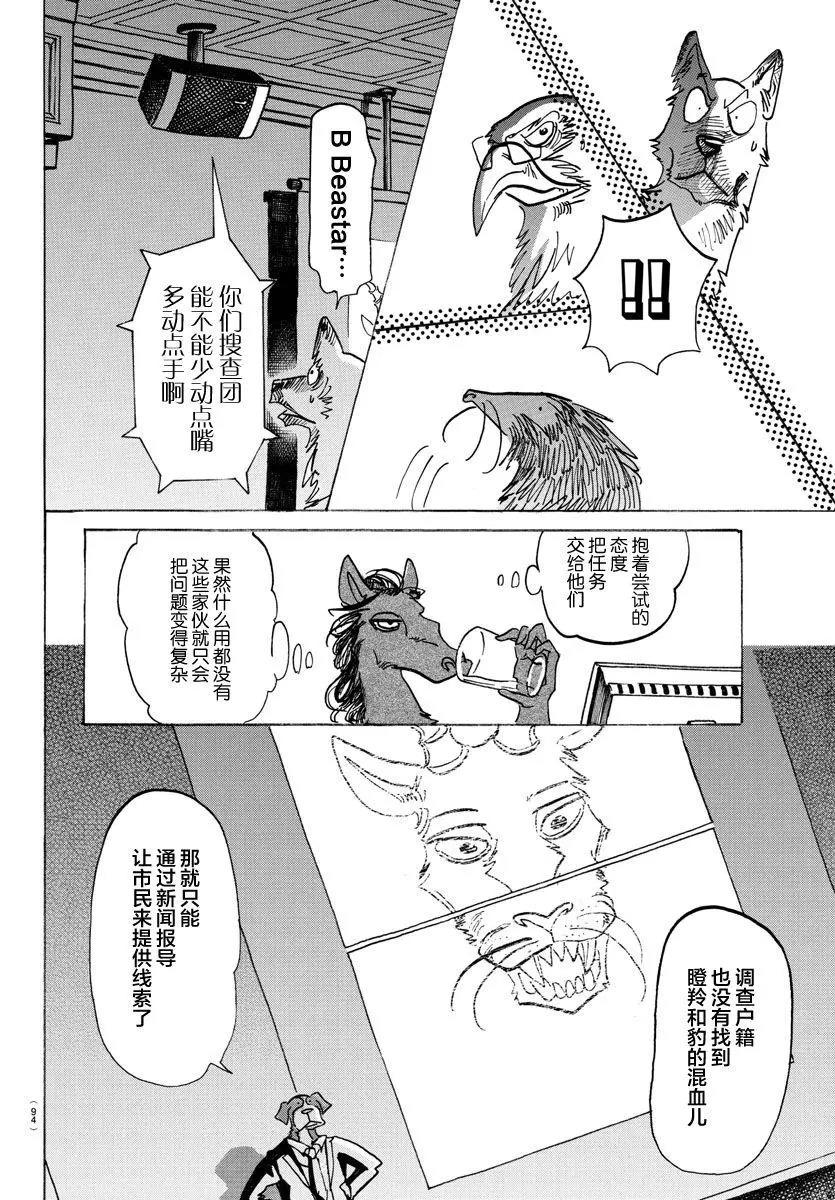 !!
B Beastar…
你们搜查团
能不能少动点嘴
多动点手啊
抱着尝试的
态度
把任务
交给他们
果然什么用都没有
这些家伙就只会
把问题变得复杂
调查户籍
也没有找到
瞪羚和豹的混血儿
那就只能
通过新闻报导
让市民来提供线索了
(94)